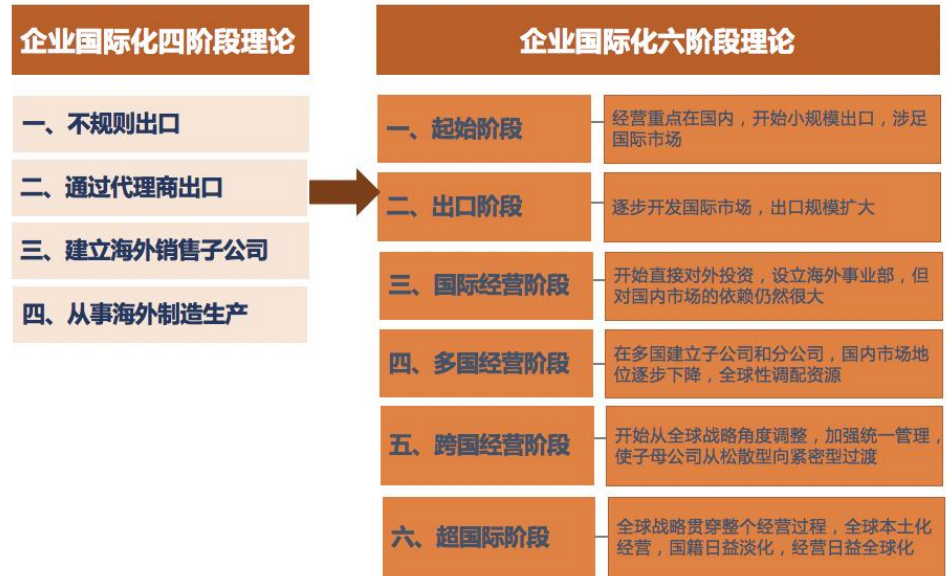 企业国际化四阶段理论
一、不规则出口
二、通过代理商出口
三、建立海外销售子公司
四、从事海外制造生产
企业国际化六阶段理论
一、起始阶段
经营重点在国内，开始小规模出口，涉足
国际市场
二、出口阶段
逐步开发国际市场，出口规模扩大
三、国际经营阶段
开始直接对外投资，设立海外事业部，但
对国内市场的依赖仍然很大
四、多国经营阶段
在多国建立子公司和分公司，国内市场地
位逐步下降，全球性调配资源
五、跨国经营阶段
开始从全球战略角度调整，加强统一管理，
使子母公司从松散型向紧密型过渡
六、超国际阶段
全球战略贯穿整个经营过程，全球本土化
经营，国籍日益淡化，经营日益全球化